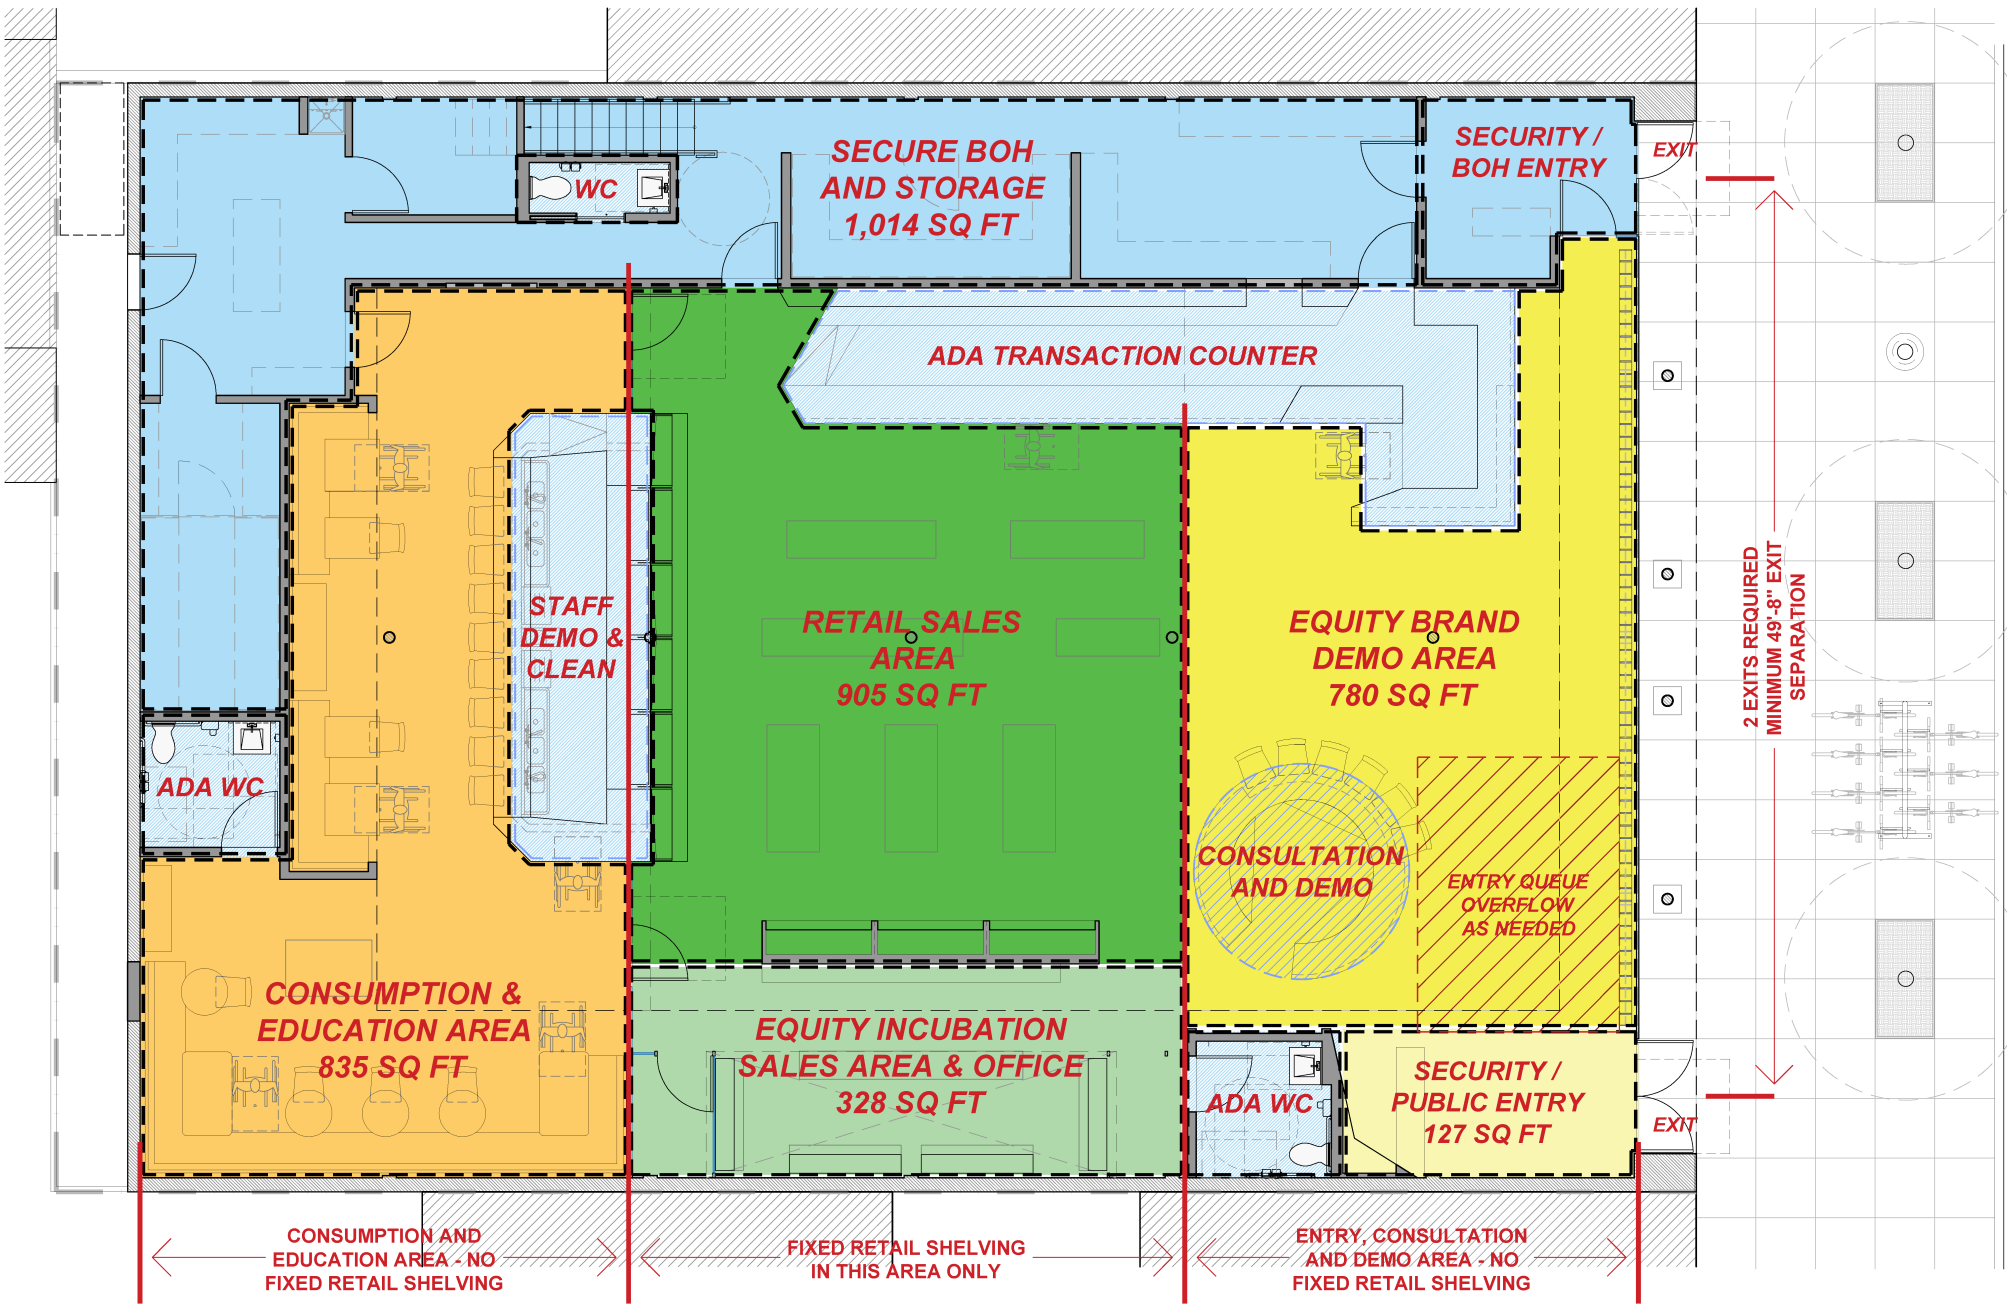 SECURITY /
BOH ENTRY
EXIT
SECURE BOH
AND STORAGE
1,014 SQ FT
WC
ADA TRANSACTION COUNTER
STAFF
DEMO &
CLEAN
RETAIL SALES
AREA
905 SQ FT
EQUITY BRAND
DEMO AREA
780 SQ FT
2 EXITS REQUIRED
MINIMUM 49'-8" EXIT
SEPARATION
ADA WC
CONSULTATION
AND DEMO
ENTRY QUEUE
OVERFLOW
AS NEEDED
CONSUMPTION &
EDUCATION AREA
835 SQ FT
EQUITY INCUBATION
SALES AREA & OFFICE
328 SQ FT
ADA WC
SECURITY /
PUBLIC ENTRY
127 SQ FT
EXIT
CONSUMPTION AND
EDUCATION AREA - NO
FIXED RETAIL SHELVING
FIXED RETAIL SHELVING
IN THIS AREA ONLY
ENTRY, CONSULTATION
AND DEMO AREA - NO
FIXED RETAIL SHELVING